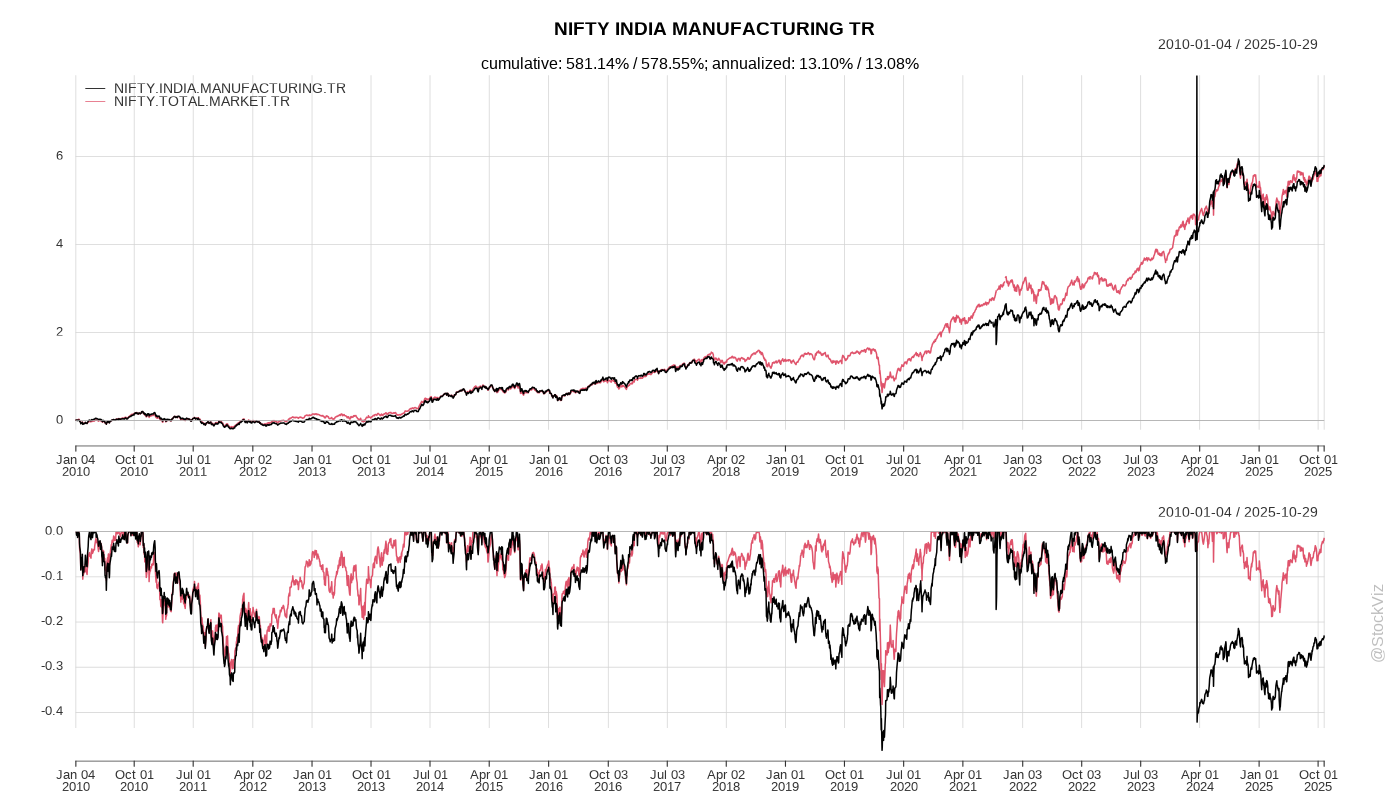 NIFTY INDIA MANUFACTURING TR
2010-01-04 / 2025-10-29
cumulative: 581.14% / 578.55%; annualized: 13.10% / 13.08%
NIFTY.INDIA.MANUFACTURING.TR
NIFTY.TOTAL.MARKET.TR
6
4
2
0
Jan 04 Oct 01 Jul 01 Apr 02 Jan 01 Oct 01 Jul 01 Apr 01 Jan 01 Oct 03 Jul 03 Apr 02 Jan 01 Oct 01 Jul 01 Apr 01 Jan 03 Oct 03 Jul 03 Apr 01 Jan 01 Oct 01
2010 2010 2011 2012 2013 2013 2014 2015 2016 2016 2017 2018 2019 2019 2020 2021 2022 2022 2023 2024 2025 2025
2010-01-04 / 2025-10-29
0.0
-0.1
-0.2
-0.3
-0.4
Jan 04 Oct 01 Jul 01 Apr 02 Jan 01 Oct 01 Jul 01 Apr 01 Jan 01 Oct 03 Jul 03 Apr 02 Jan 01 Oct 01 Jul 01 Apr 01 Jan 03 Oct 03 Jul 03 Apr 01 Jan 01 Oct 01
2010 2010 2011 2012 2013 2013 2014 2015 2016 2016 2017 2018 2019 2019 2020 2021 2022 2022 2023 2024 2025 2025
@StockViz